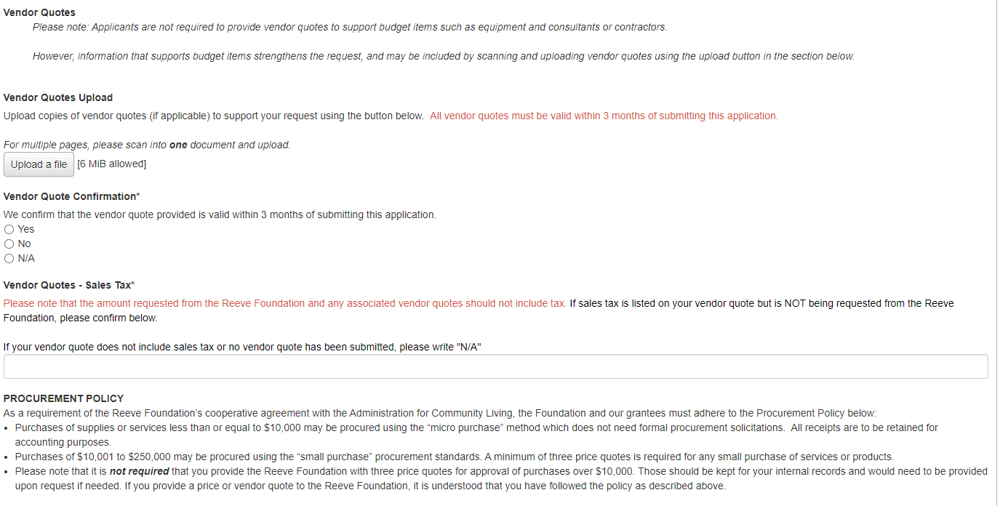 Vendor Quotes
Please note: Applicants are not required to provide vendor quotes to support budget items such as equipment and consultants or contractors.
However, information that supports budget items strengthens the request, and may be included by scanning and uploading vendor quotes using the upload button in the section below.
Vendor Quotes Upload
Upload copies of vendor quotes (if applicable) to support your request using the button below.  All vendor quotes must be valid within 3 months of submitting this application.
For multiple pages, please scan into one document and upload.
Upload a file [6 MiB allowed]
Vendor Quote Confirmation*
We confirm that the vendor quote provided is valid within 3 months of submitting this application.
Yes
No
N/A
Vendor Quotes - Sales Tax*
Please note that the amount requested from the Reeve Foundation and any associated vendor quotes should not include tax. If sales tax is listed on your vendor quote but is NOT being requested from the Reeve
Foundation, please confirm below.
If your vendor quote does not include sales tax or no vendor quote has been submitted, please write "N/A"
PROCUREMENT POLICY
As a requirement of the Reeve Foundation's cooperative agreement with the Administration for Community Living, the Foundation and our grantees must adhere to the Procurement Policy below:
• Purchases of supplies or services less than or equal to $10,000 may be procured using the “micro purchase” method which does not need formal procurement solicitations.  All receipts are to be retained for
accounting purposes.
• Purchases of $10,001 to $250,000 may be procured using the “small purchase” procurement standards. A minimum of three price quotes is required for any small purchase of services or products.
• Please note that it is not required that you provide the Reeve Foundation with three price quotes for approval of purchases over $10,000. Those should be kept for your internal records and would need to be provided
upon request if needed. If you provide a price or vendor quote to the Reeve Foundation, it is understood that you have followed the policy as described above.